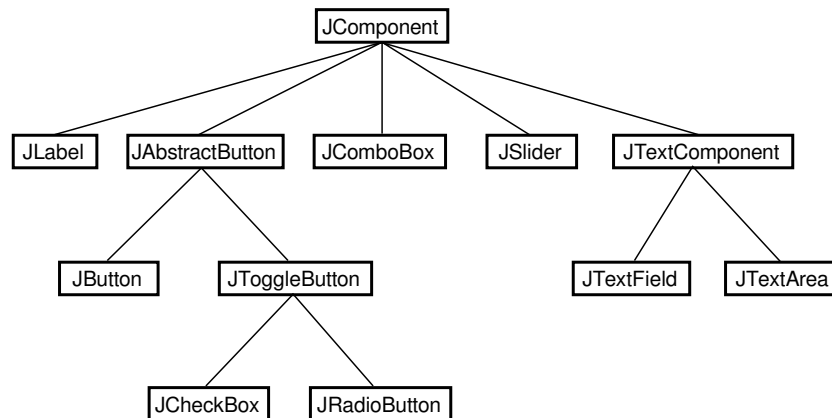 JComponent
JLabel
JAbstractButton
JComboBox
JSlider
JTextComponent
JButton
JToggleButton
JTextField
JTextArea
JCheckBox
JRadioButton